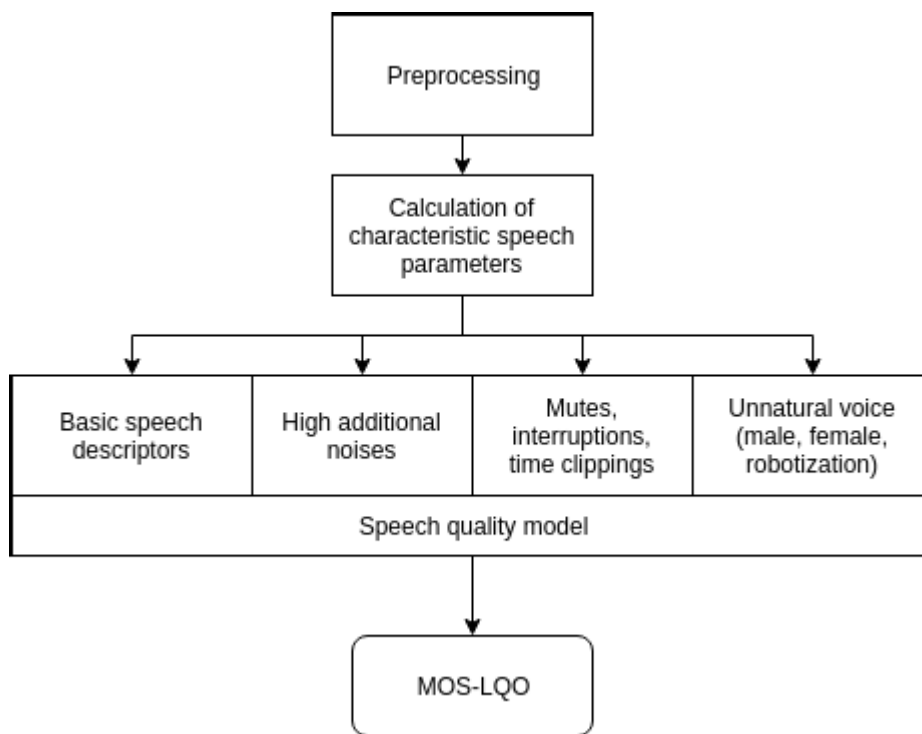 Preprocessing
Calculation of
characteristic speech
parameters
Basic speech
descriptors
High additional
noises
Mutes,
interruptions,
time clippings
Unnatural voice
(male, female,
robotization)
Speech quality model
MOS-LQO